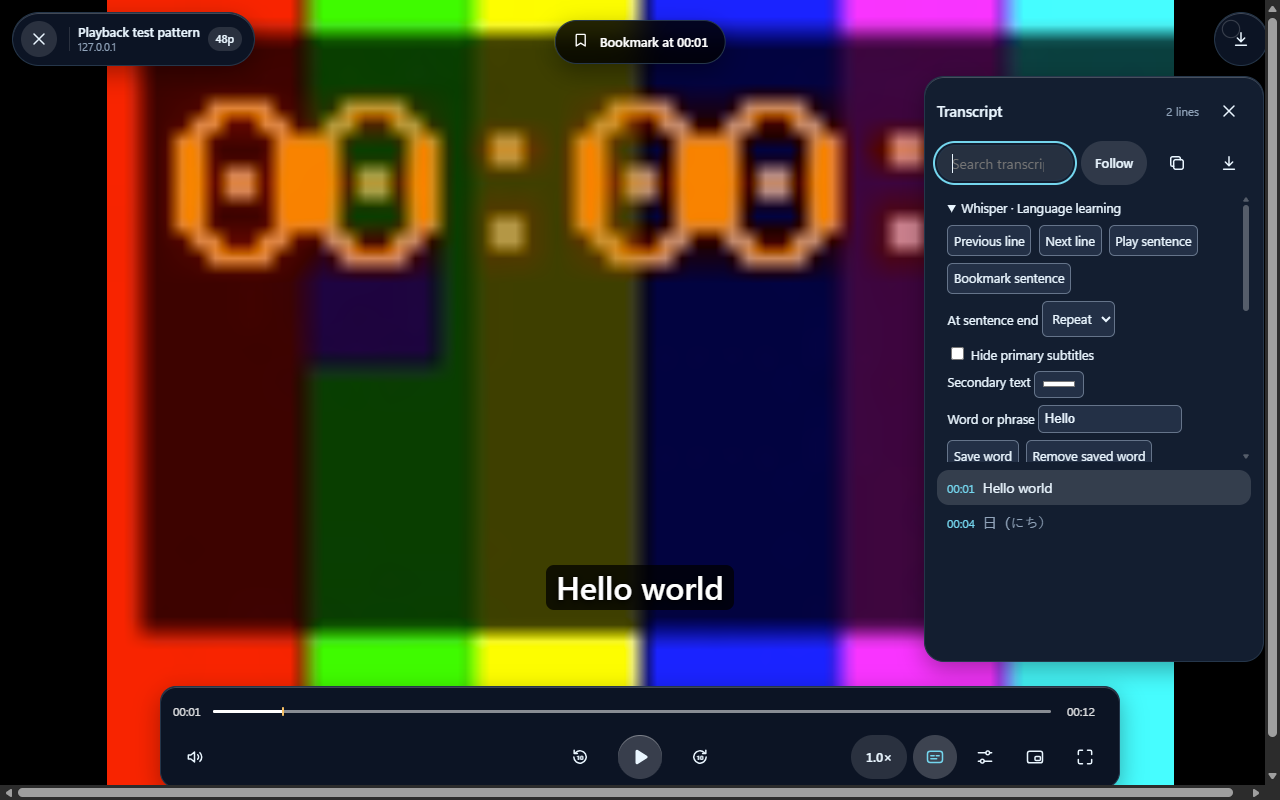 Playback test pattern
127.0.0.1
48p
Bookmark at 00:01
Transcript
2 lines
Search transcri
Follow
Whisper · Language learning
Previous line
Next line
Play sentence
Bookmark sentence
At sentence end
Repeat
Hide primary subtitles
Secondary text
Word or phrase
Hello
Save word
Remove saved word
00:01 Hello world
00:04 日（にち）
Hello world
00:01
00:12
10
10
1.0×